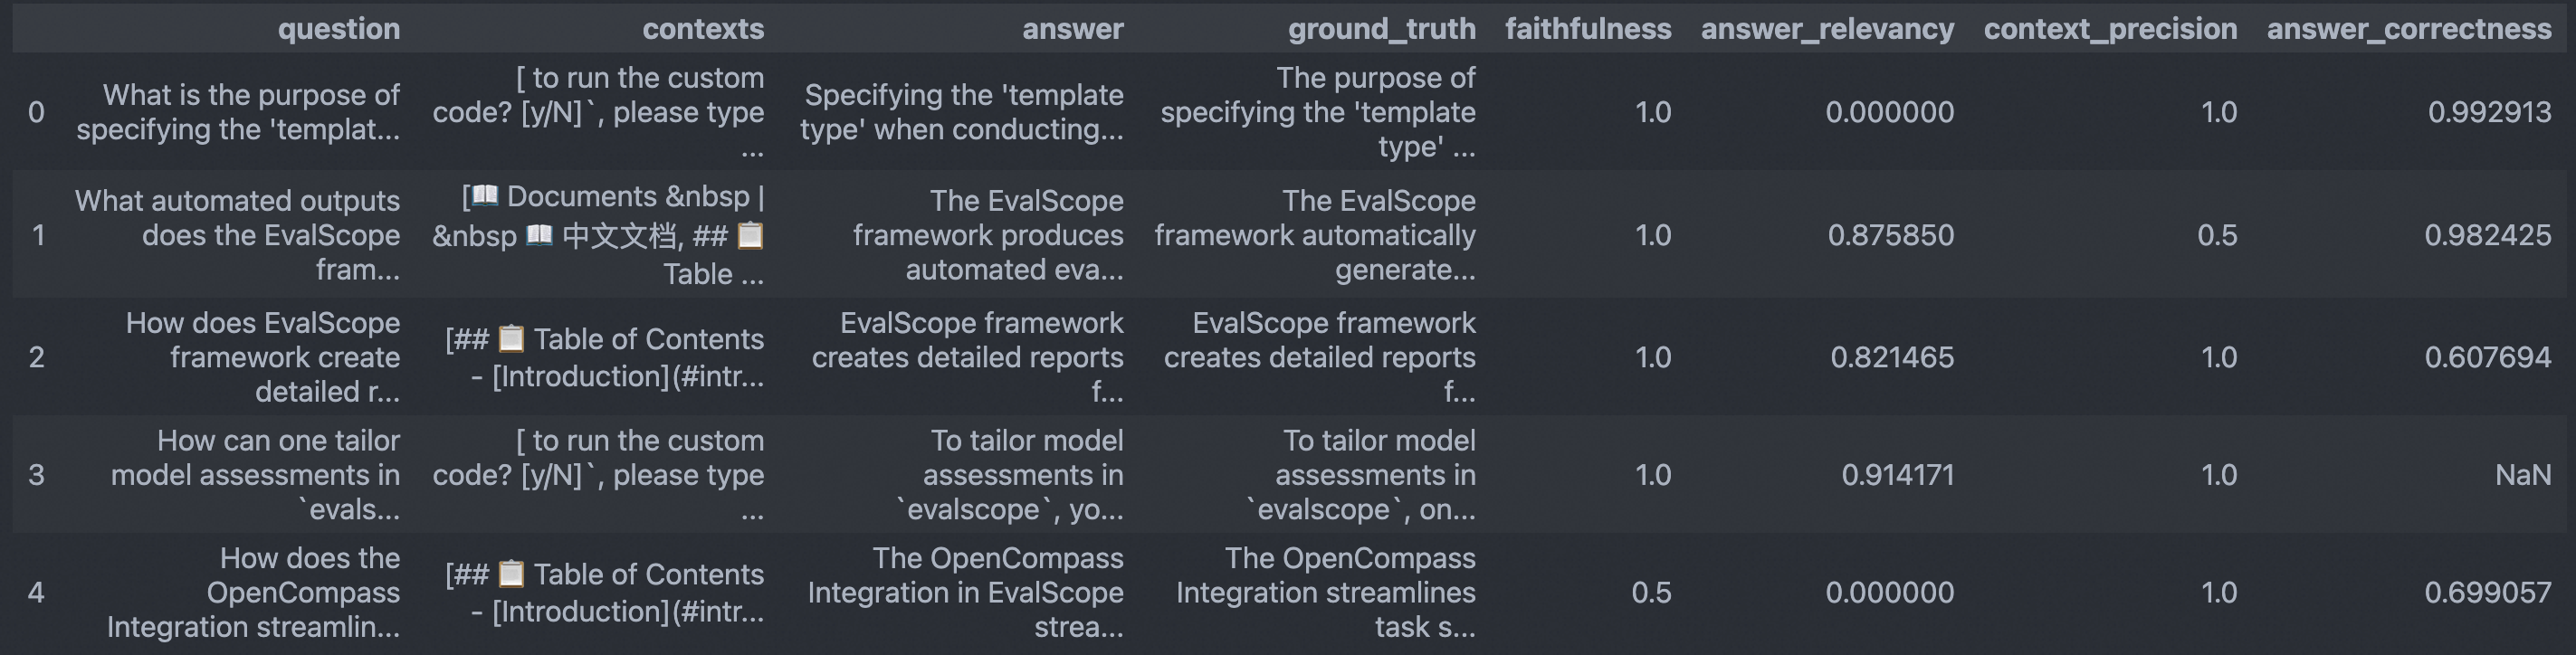 question contexts answer ground_truth faithfulness answer_relevancy context_precision answer_correctness
0 What is the purpose of specifying the 'templat... [ to run the custom code? [y/N]`, please type ... Specifying the 'template type' when conducting... The purpose of specifying the 'template type' ... 1.0 0.000000 1.0 0.992913
1 What automated outputs does the EvalScope fram... [📖 Documents &nbsp | &nbsp 📖 中文文档, ## 📋 Table ... The EvalScope framework produces automated eva... The EvalScope framework automatically generate... 1.0 0.875850 0.5 0.982425
2 How does EvalScope framework create detailed r... [## 📋 Table of Contents - [Introduction](#intr... EvalScope framework creates detailed reports f... EvalScope framework creates detailed reports f... 1.0 0.821465 1.0 0.607694
3 How can one tailor model assessments in `evals... [ to run the custom code? [y/N]`, please type ... To tailor model assessments in `evalscope`, yo... To tailor model assessments in `evalscope`, on... 1.0 0.914171 1.0 NaN
4 How does the OpenCompass Integration streamlin... [## 📋 Table of Contents - [Introduction](#intr... The OpenCompass Integration in EvalScope strea... The OpenCompass Integration streamlines task s... 0.5 0.000000 1.0 0.699057